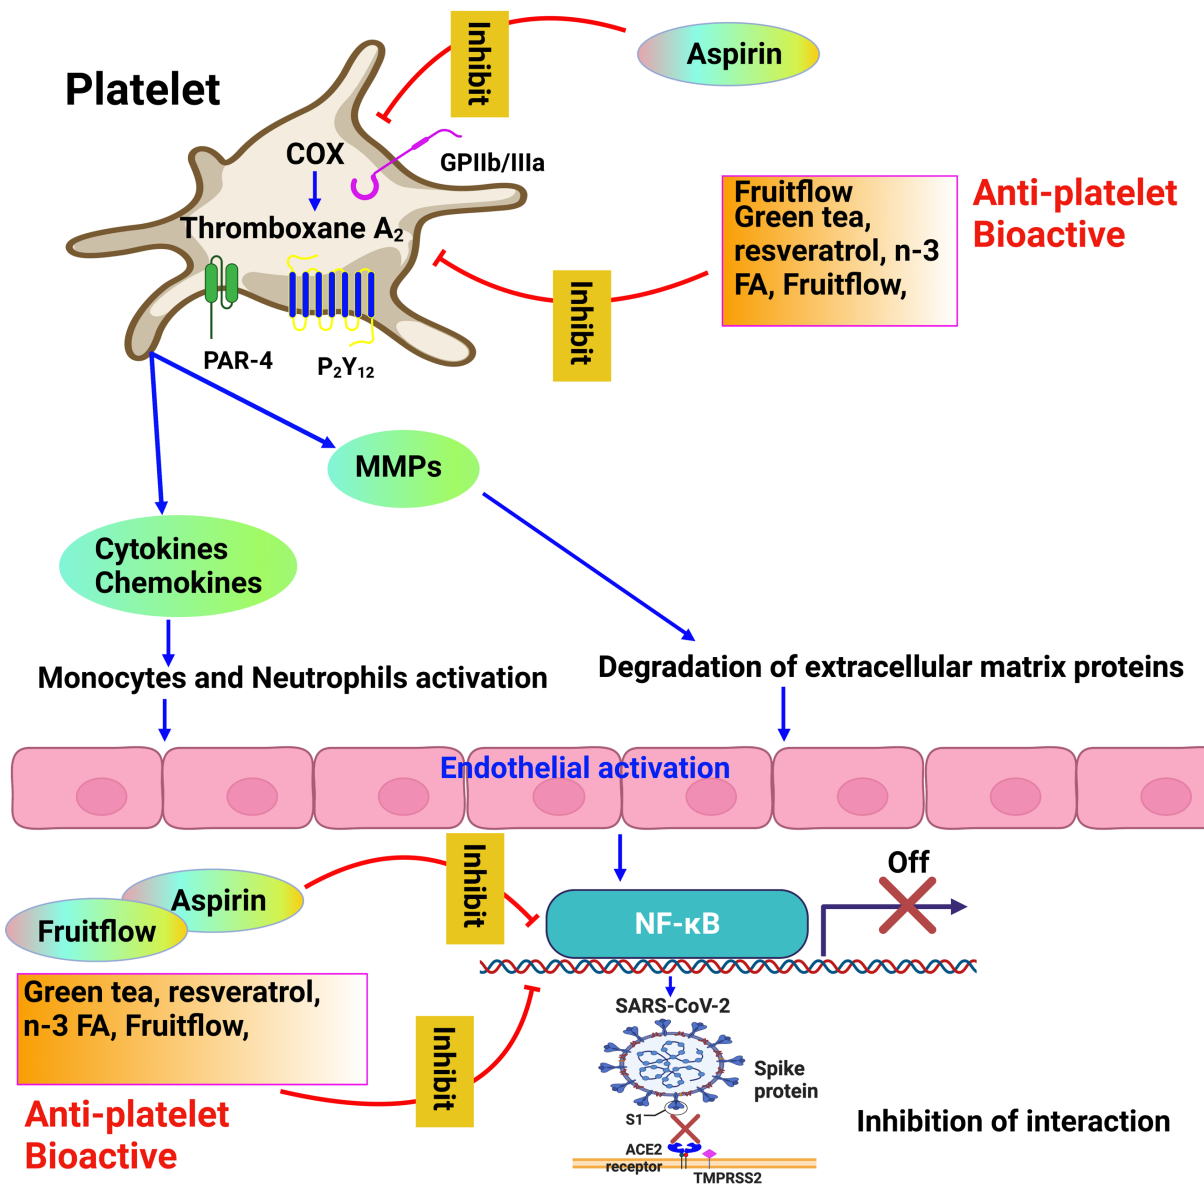 Inhibit
Aspirin
Platelet
COX
GPIIb/IIIa
Thromboxane A₂
Fruitflow
Green tea,
resveratrol, n-3
FA, Fruitflow,
Anti-platelet
Bioactive
Inhibit
PAR-4
P₂Y₁₂
MMPs
Cytokines
Chemokines
Monocytes and Neutrophils activation
Degradation of extracellular matrix proteins
Endothelial activation
Inhibit
Aspirin
Fruitflow
Off
NF-κB
Green tea, resveratrol,
n-3 FA, Fruitflow,
Inhibit
Anti-platelet
Bioactive
SARS-CoV-2
Spike
protein
S1
ACE2
receptor
TMPRSS2
Inhibition of interaction